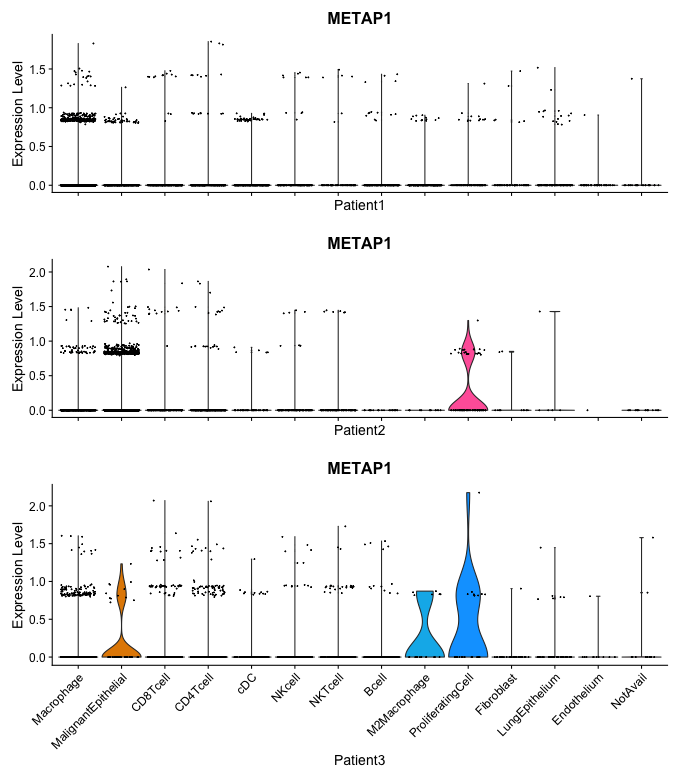 METAP1
Expression Level
1.5
1.0
0.5
0.0
Patient1
METAP1
Expression Level
2.0
1.5
1.0
0.5
0.0
Patient2
METAP1
Expression Level
2.0
1.5
1.0
0.5
0.0
Macrophage
MalignantEpithelial
CD8Tcell
CD4Tcell
cDC
NKcell
NKTcell
Bcell
M2Macrophage
ProliferatingCell
Fibroblast
LungEpithelium
Endothelium
NotAvail
Patient3